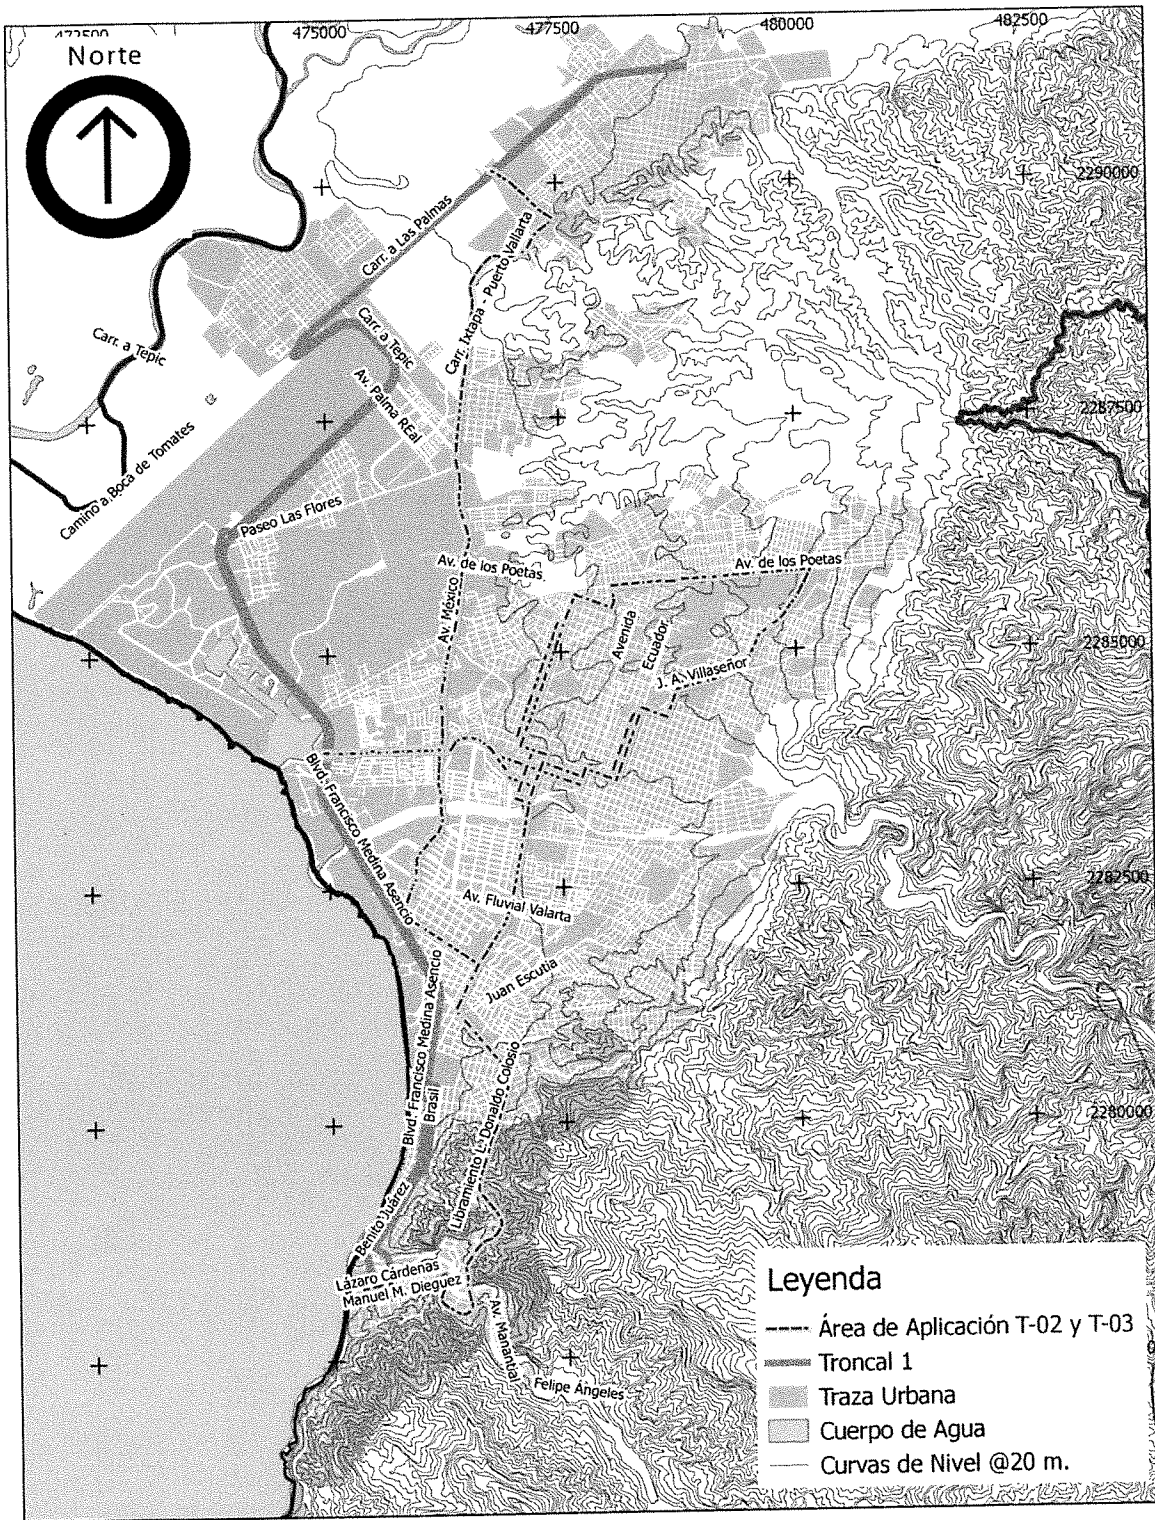 472500
475000
477500
480000
482500
Norte
2290000
Carr. a Las Palmas
Carr. Ixtapa - Puerto Vallarta
Carr. a Tepic
Carr. a Tepic
Av. Palma REal
2287500
Camino a Boca de Tomates
Paseo Las Flores
Av. de los Poetas
Av. de los Poetas
Av. México
Avenida
Ecuador
2285000
J. A. Villaseñor
Blvd. Francisco Medina Asencio
2282500
Av. Fluvial Valarta
Juan Escutia
Blvd. Francisco Medina Asencio
Brasil
2280000
Libramiento L. Donaldo Colosio
Benito Juárez
Lázaro Cárdenas
Manuel M. Dieguez
Av. Manantial
Felipe Ángeles
Leyenda
Área de Aplicación T-02 y T-03
Troncal 1
Traza Urbana
Cuerpo de Agua
Curvas de Nivel @20 m.